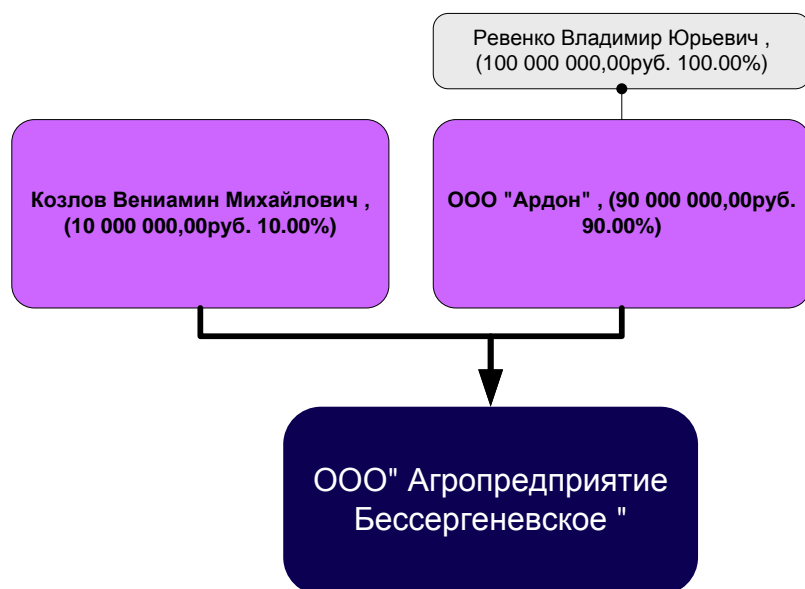 Ревенко Владимир Юрьевич ,
(100 000 000,00руб. 100.00%)
Козлов Вениамин Михайлович ,
(10 000 000,00руб. 10.00%)
ООО "Ардон" , (90 000 000,00руб.
90.00%)
ООО" Агропредприятие
Бессергеневское "